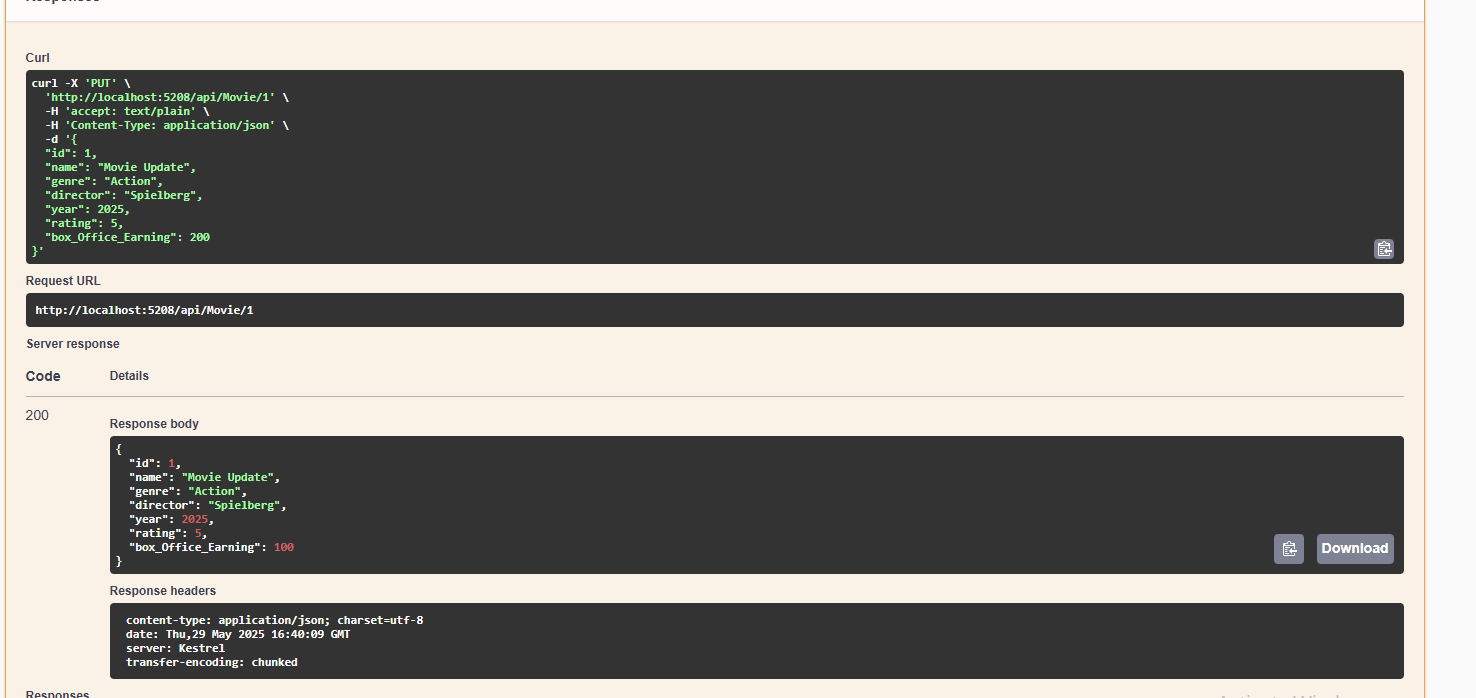 Responses
Curl
curl -X 'PUT' \
  'http://localhost:5208/api/Movie/1' \
  -H 'accept: text/plain' \
  -H 'Content-Type: application/json' \
  -d '{
  "id": 1,
  "name": "Movie Update",
  "genre": "Action",
  "director": "Spielberg",
  "year": 2025,
  "rating": 5,
  "box_Office_Earning": 200
}'
Request URL
http://localhost:5208/api/Movie/1
Server response
Code Details
200
Response body
{
  "id": 1,
  "name": "Movie Update",
  "genre": "Action",
  "director": "Spielberg",
  "year": 2025,
  "rating": 5,
  "box_Office_Earning": 100
}
Download
Response headers
content-type: application/json; charset=utf-8
date: Thu,29 May 2025 16:40:09 GMT
server: Kestrel
transfer-encoding: chunked
Responses